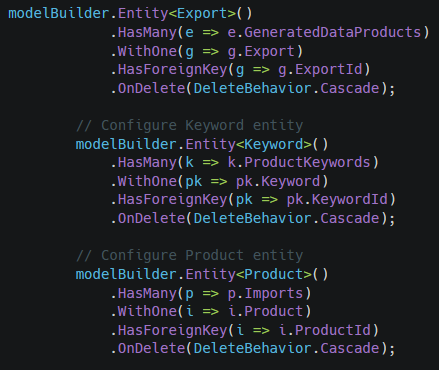 modelBuilder.Entity<Export>()
.HasMany(e => e.GeneratedDataProducts)
.WithOne(g => g.Export)
.HasForeignKey(g => g.ExportId)
.OnDelete(DeleteBehavior.Cascade);
// Configure Keyword entity
modelBuilder.Entity<Keyword>()
.HasMany(k => k.ProductKeywords)
.WithOne(pk => pk.Keyword)
.HasForeignKey(pk => pk.KeywordId)
.OnDelete(DeleteBehavior.Cascade);
// Configure Product entity
modelBuilder.Entity<Product>()
.HasMany(p => p.Imports)
.WithOne(i => i.Product)
.HasForeignKey(i => i.ProductId)
.OnDelete(DeleteBehavior.Cascade);